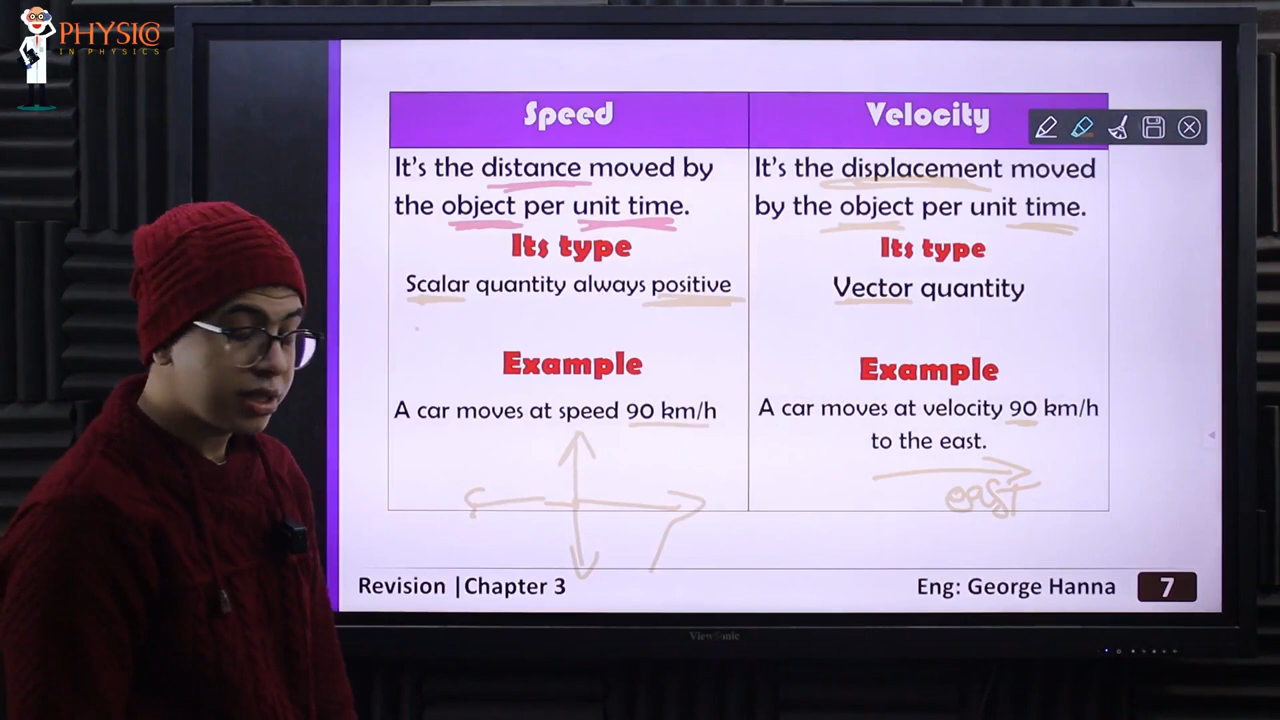 PHYSICO
IN PHYSICS
Speed
Velocity
It's the distance moved by
the object per unit time.
Its type
Scalar quantity always positive
Example
A car moves at speed 90 km/h
It's the displacement moved
by the object per unit time.
Its type
Vector quantity
Example
A car moves at velocity 90 km/h
to the east.
east
Revision |Chapter 3
Eng: George Hanna
7
ViewSonic